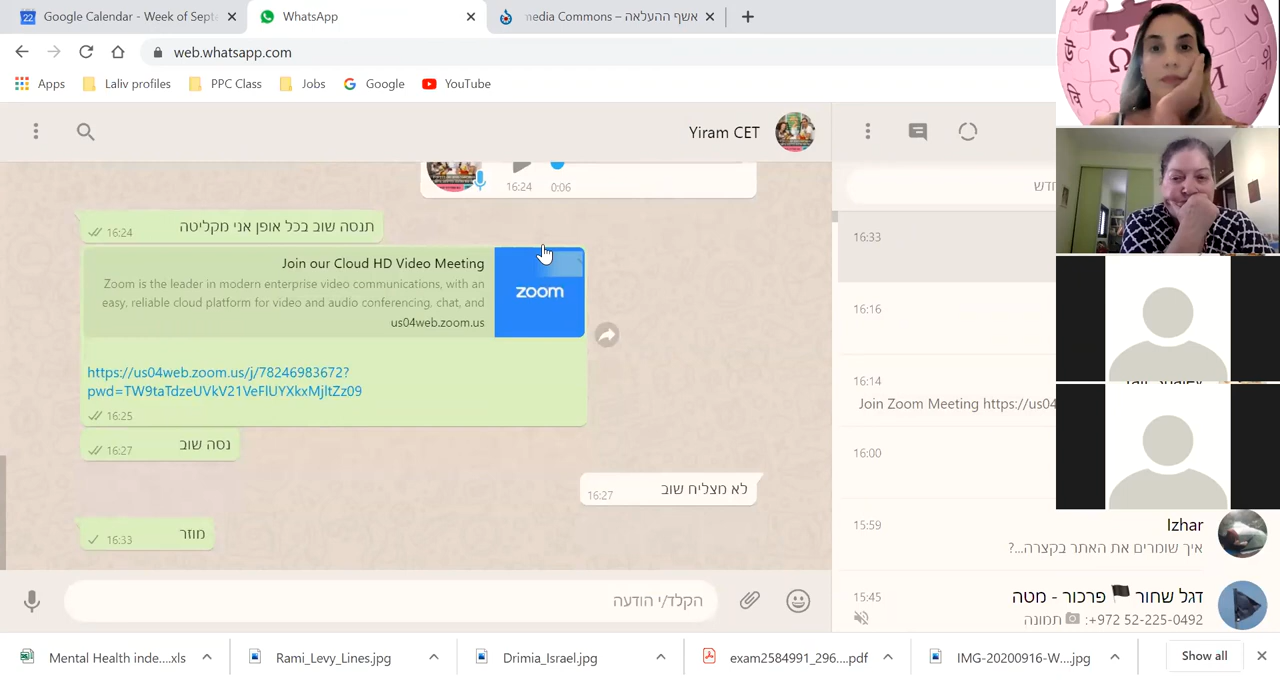 Google Calendar - Week of Septe
WhatsApp
media Commons – אשף ההעלאה
web.whatsapp.com
Apps
Laliv profiles
PPC Class
Jobs
Google
YouTube
Yiram CET
16:24
0:06
תנסה שוב בכל אופן אני מקליטה
16:24
Join our Cloud HD Video Meeting
Zoom is the leader in modern enterprise video communications, with an
easy, reliable cloud platform for video and audio conferencing, chat, and
us04web.zoom.us
zoom
https://us04web.zoom.us/j/78246983672?
pwd=TW9taTdzeUVkV21VeFlUYXkxMjltZz09
16:25
נסה שוב
16:27
לא מצליח שוב
16:27
מוזר
16:33
הקלד/י הודעה
16:33
16:16
16:14
Join Zoom Meeting https://us04
16:00
15:59
Izhar
איך שומרים את האתר בקצרה...?
15:45
דגל שחור 🏴 פרכור - מטה
+972 52-225-0492: תמונה
Mental Health inde....xls
Rami_Levy_Lines.jpg
Drimia_Israel.jpg
exam2584991_296....pdf
IMG-20200916-W....jpg
Show all